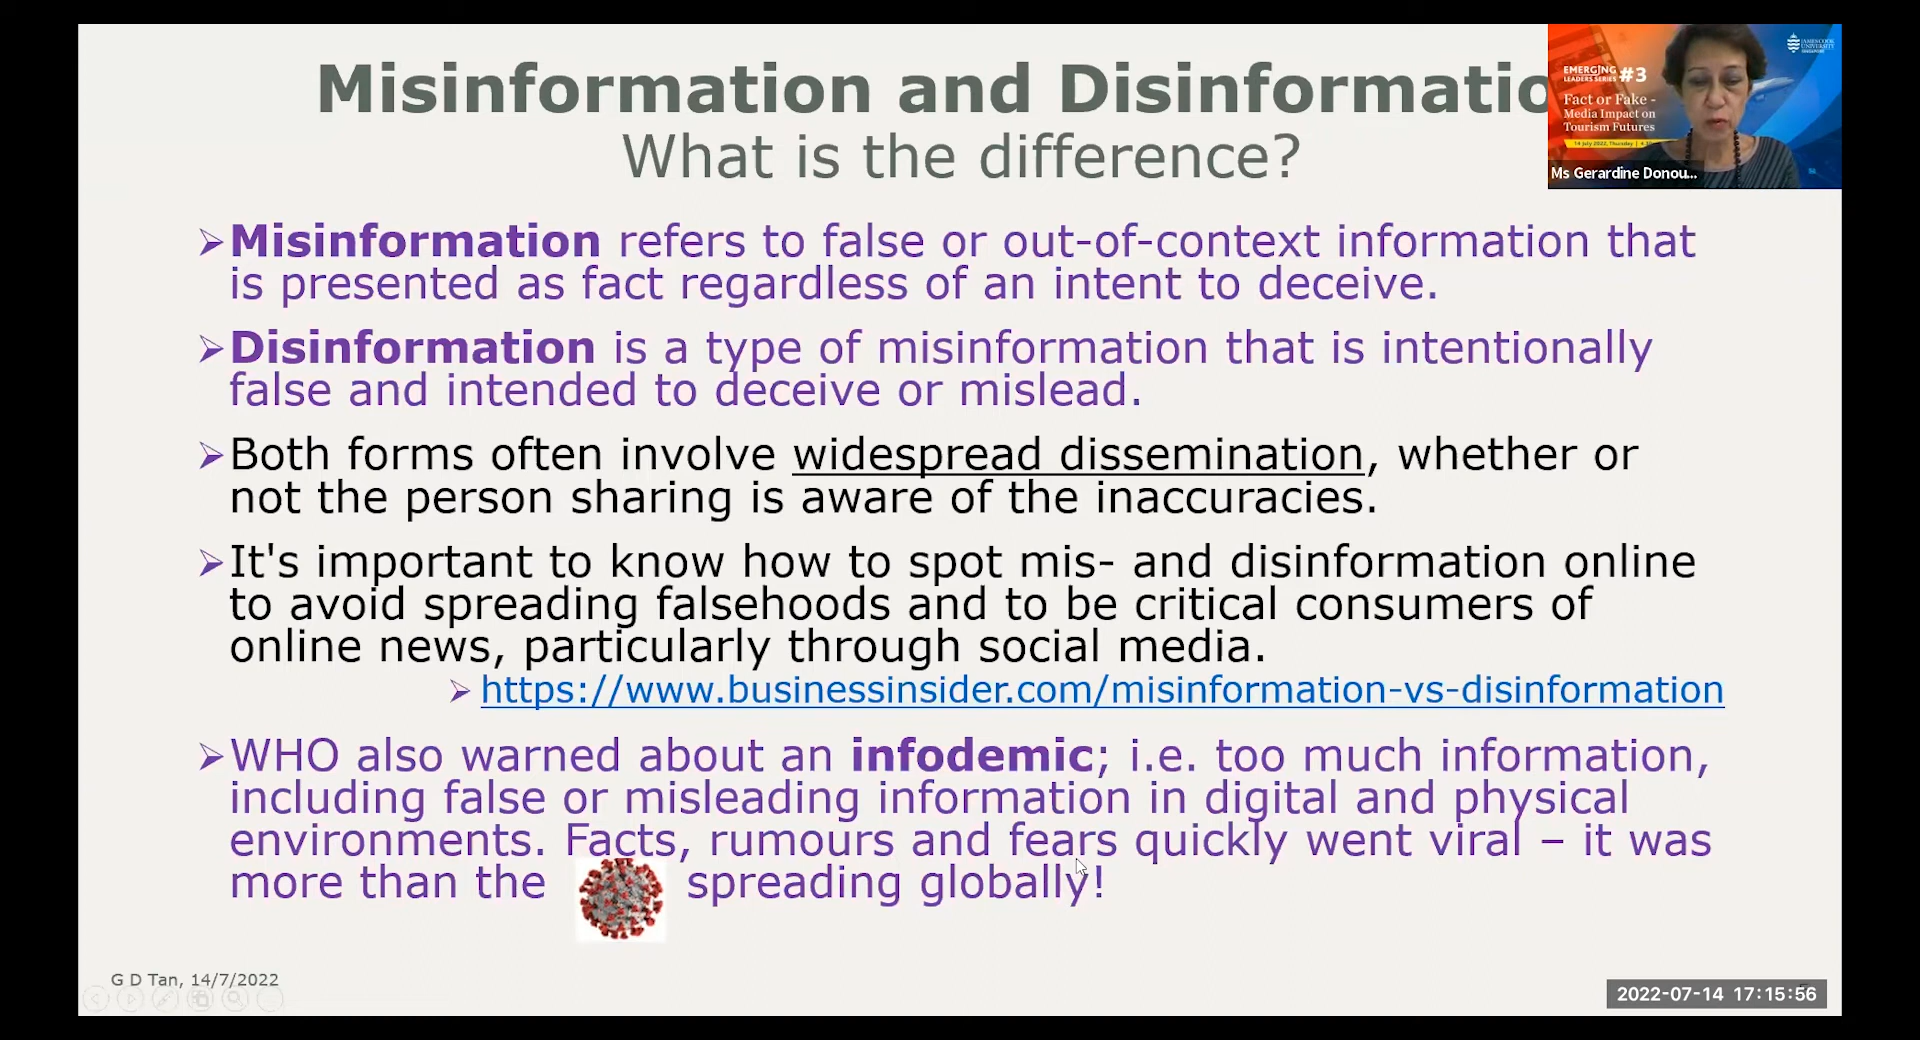 Misinformation and Disinformatio
What is the difference?
EMERGING
LEADERS SERIES #3
Fact or Fake -
Media Impact on
Tourism Futures
14 July 2022, Thursday | 4.3
JAMES COOK
UNIVERSITY
SINGAPORE
Ms Gerardine Donou...
➢Misinformation refers to false or out-of-context information that
is presented as fact regardless of an intent to deceive.
➢Disinformation is a type of misinformation that is intentionally
false and intended to deceive or mislead.
➢Both forms often involve widespread dissemination, whether or
not the person sharing is aware of the inaccuracies.
➢It's important to know how to spot mis- and disinformation online
to avoid spreading falsehoods and to be critical consumers of
online news, particularly through social media.
➢https://www.businessinsider.com/misinformation-vs-disinformation
➢WHO also warned about an infodemic; i.e. too much information,
including false or misleading information in digital and physical
environments. Facts, rumours and fears quickly went viral – it was
more than the spreading globally!
G D Tan, 14/7/2022
2022-07-14 17:15:56